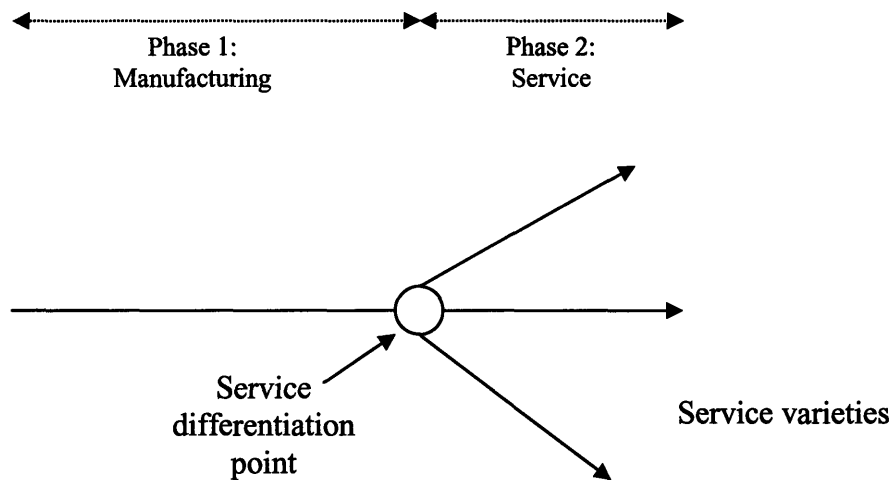 Phase 1:
Manufacturing
Phase 2:
Service
Service
differentiation
point
Service varieties